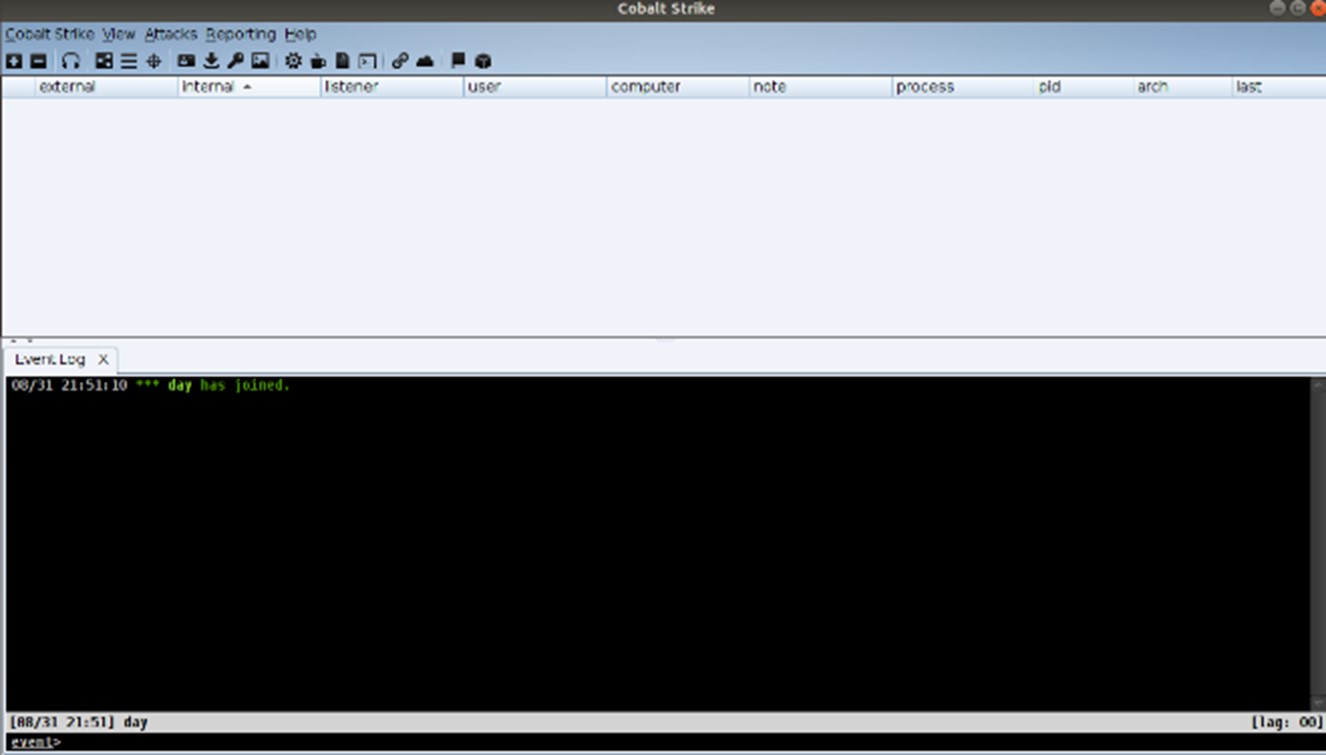 Cobalt Strike
Cobalt Strike View Attacks Reporting Help
external internal listener user computer note process pid arch last
Event Log X
08/31 21:51:10 *** day has joined.
[08/31 21:51] day [lag: 00]
event>